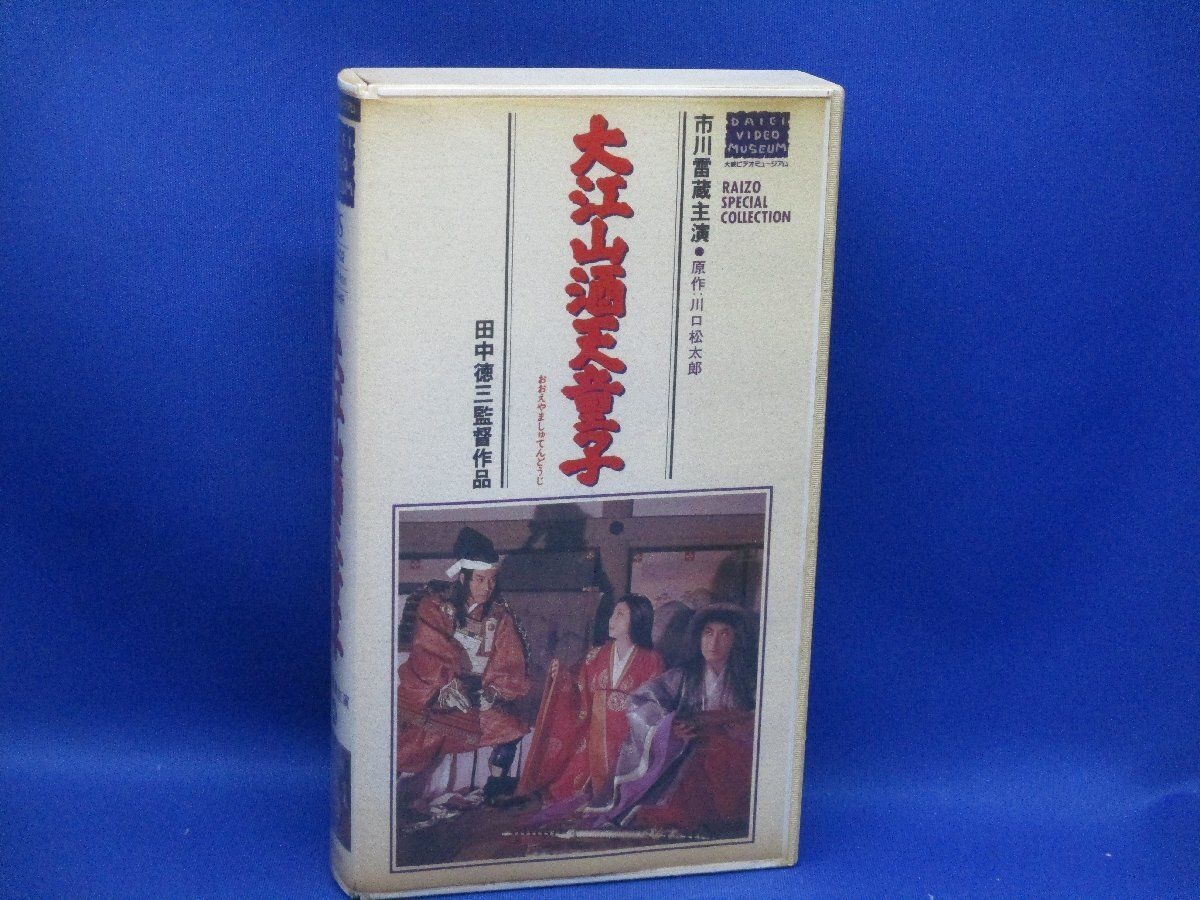 DAIEI
VIDEO
MUSEUM
大映ビデオミュージアム
RAIZO
SPECIAL
COLLECTION
市川雷蔵主演●原作:川口松太郎
大江山酒天童子
おおえやましゅてんどうじ
田中徳三監督作品